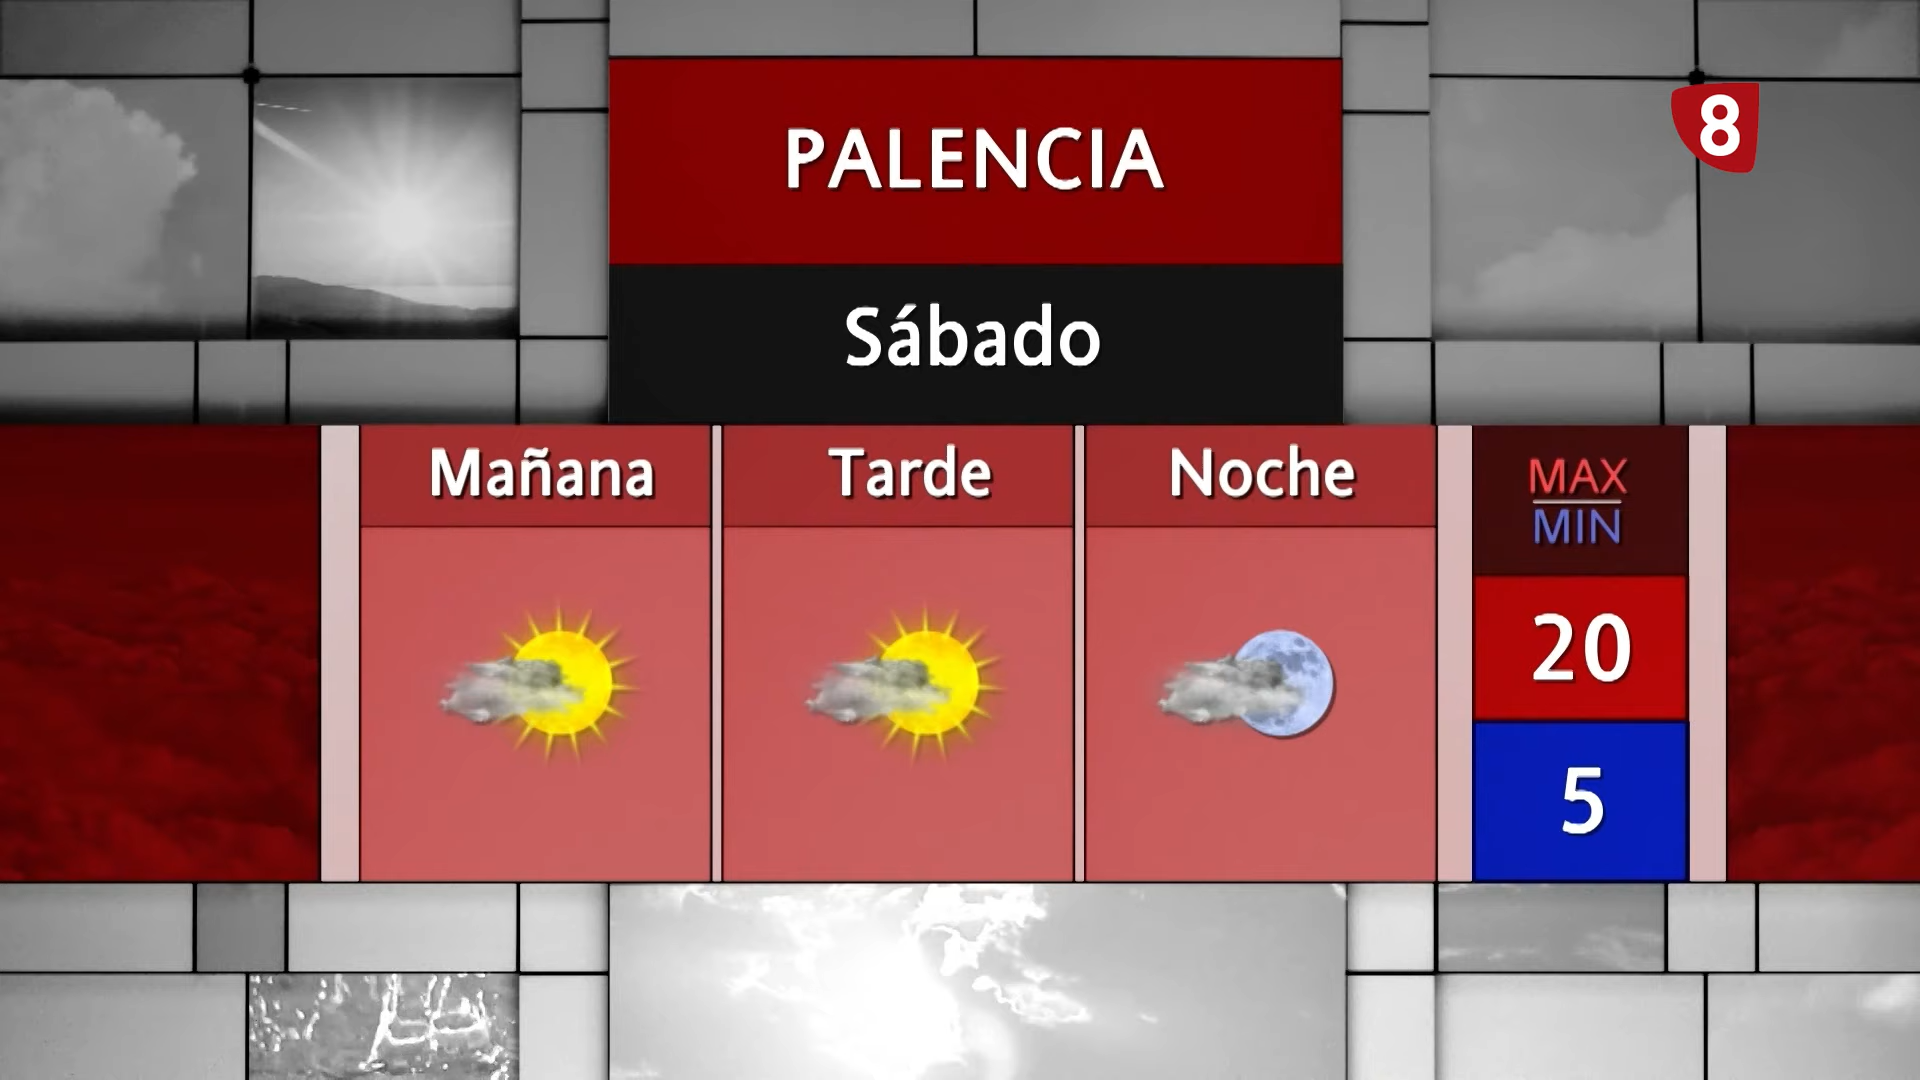 8
PALENCIA
Sábado
Mañana
Tarde
Noche
MAX
MIN
20
5